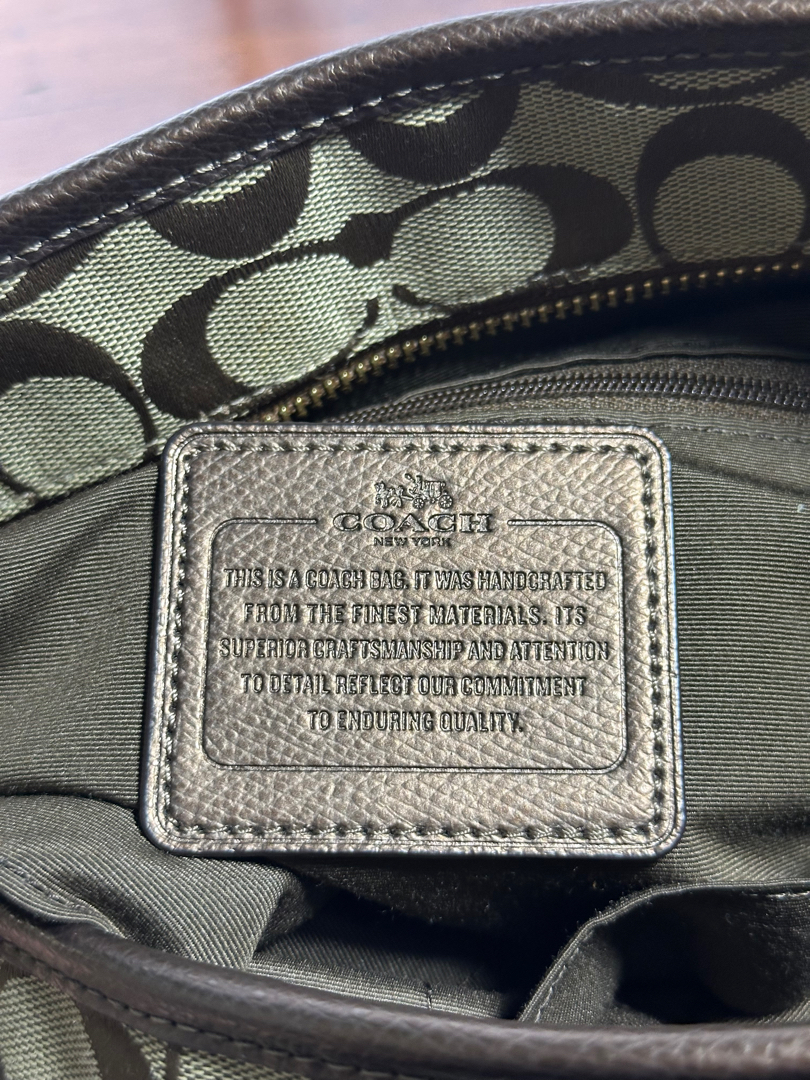 COACH
NEW YORK
THIS IS A COACH BAG. IT WAS HANDCRAFTED
FROM THE FINEST MATERIALS. ITS
SUPERIOR CRAFTSMANSHIP AND ATTENTION
TO DETAIL REFLECT OUR COMMITMENT
TO ENDURING QUALITY.